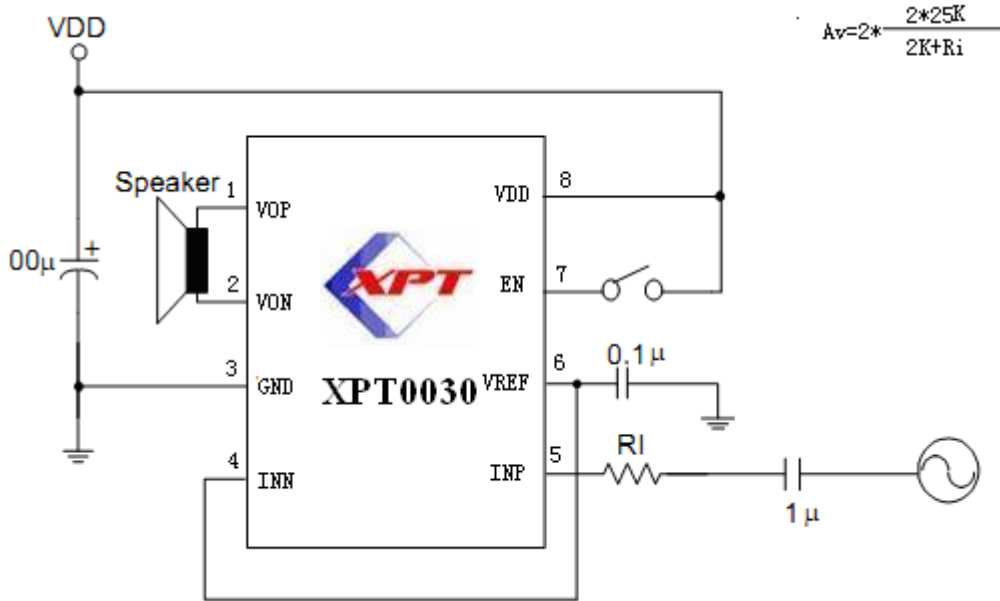 VDD
Av=2* 2*25K
2K+Ri
Speaker
1 VOP
2 VON
3 GND
4 INN
8 VDD
7 EN
6 VREF
5 INP
00μ
+
XPT
XPT0030
0.1μ
RI
1μ